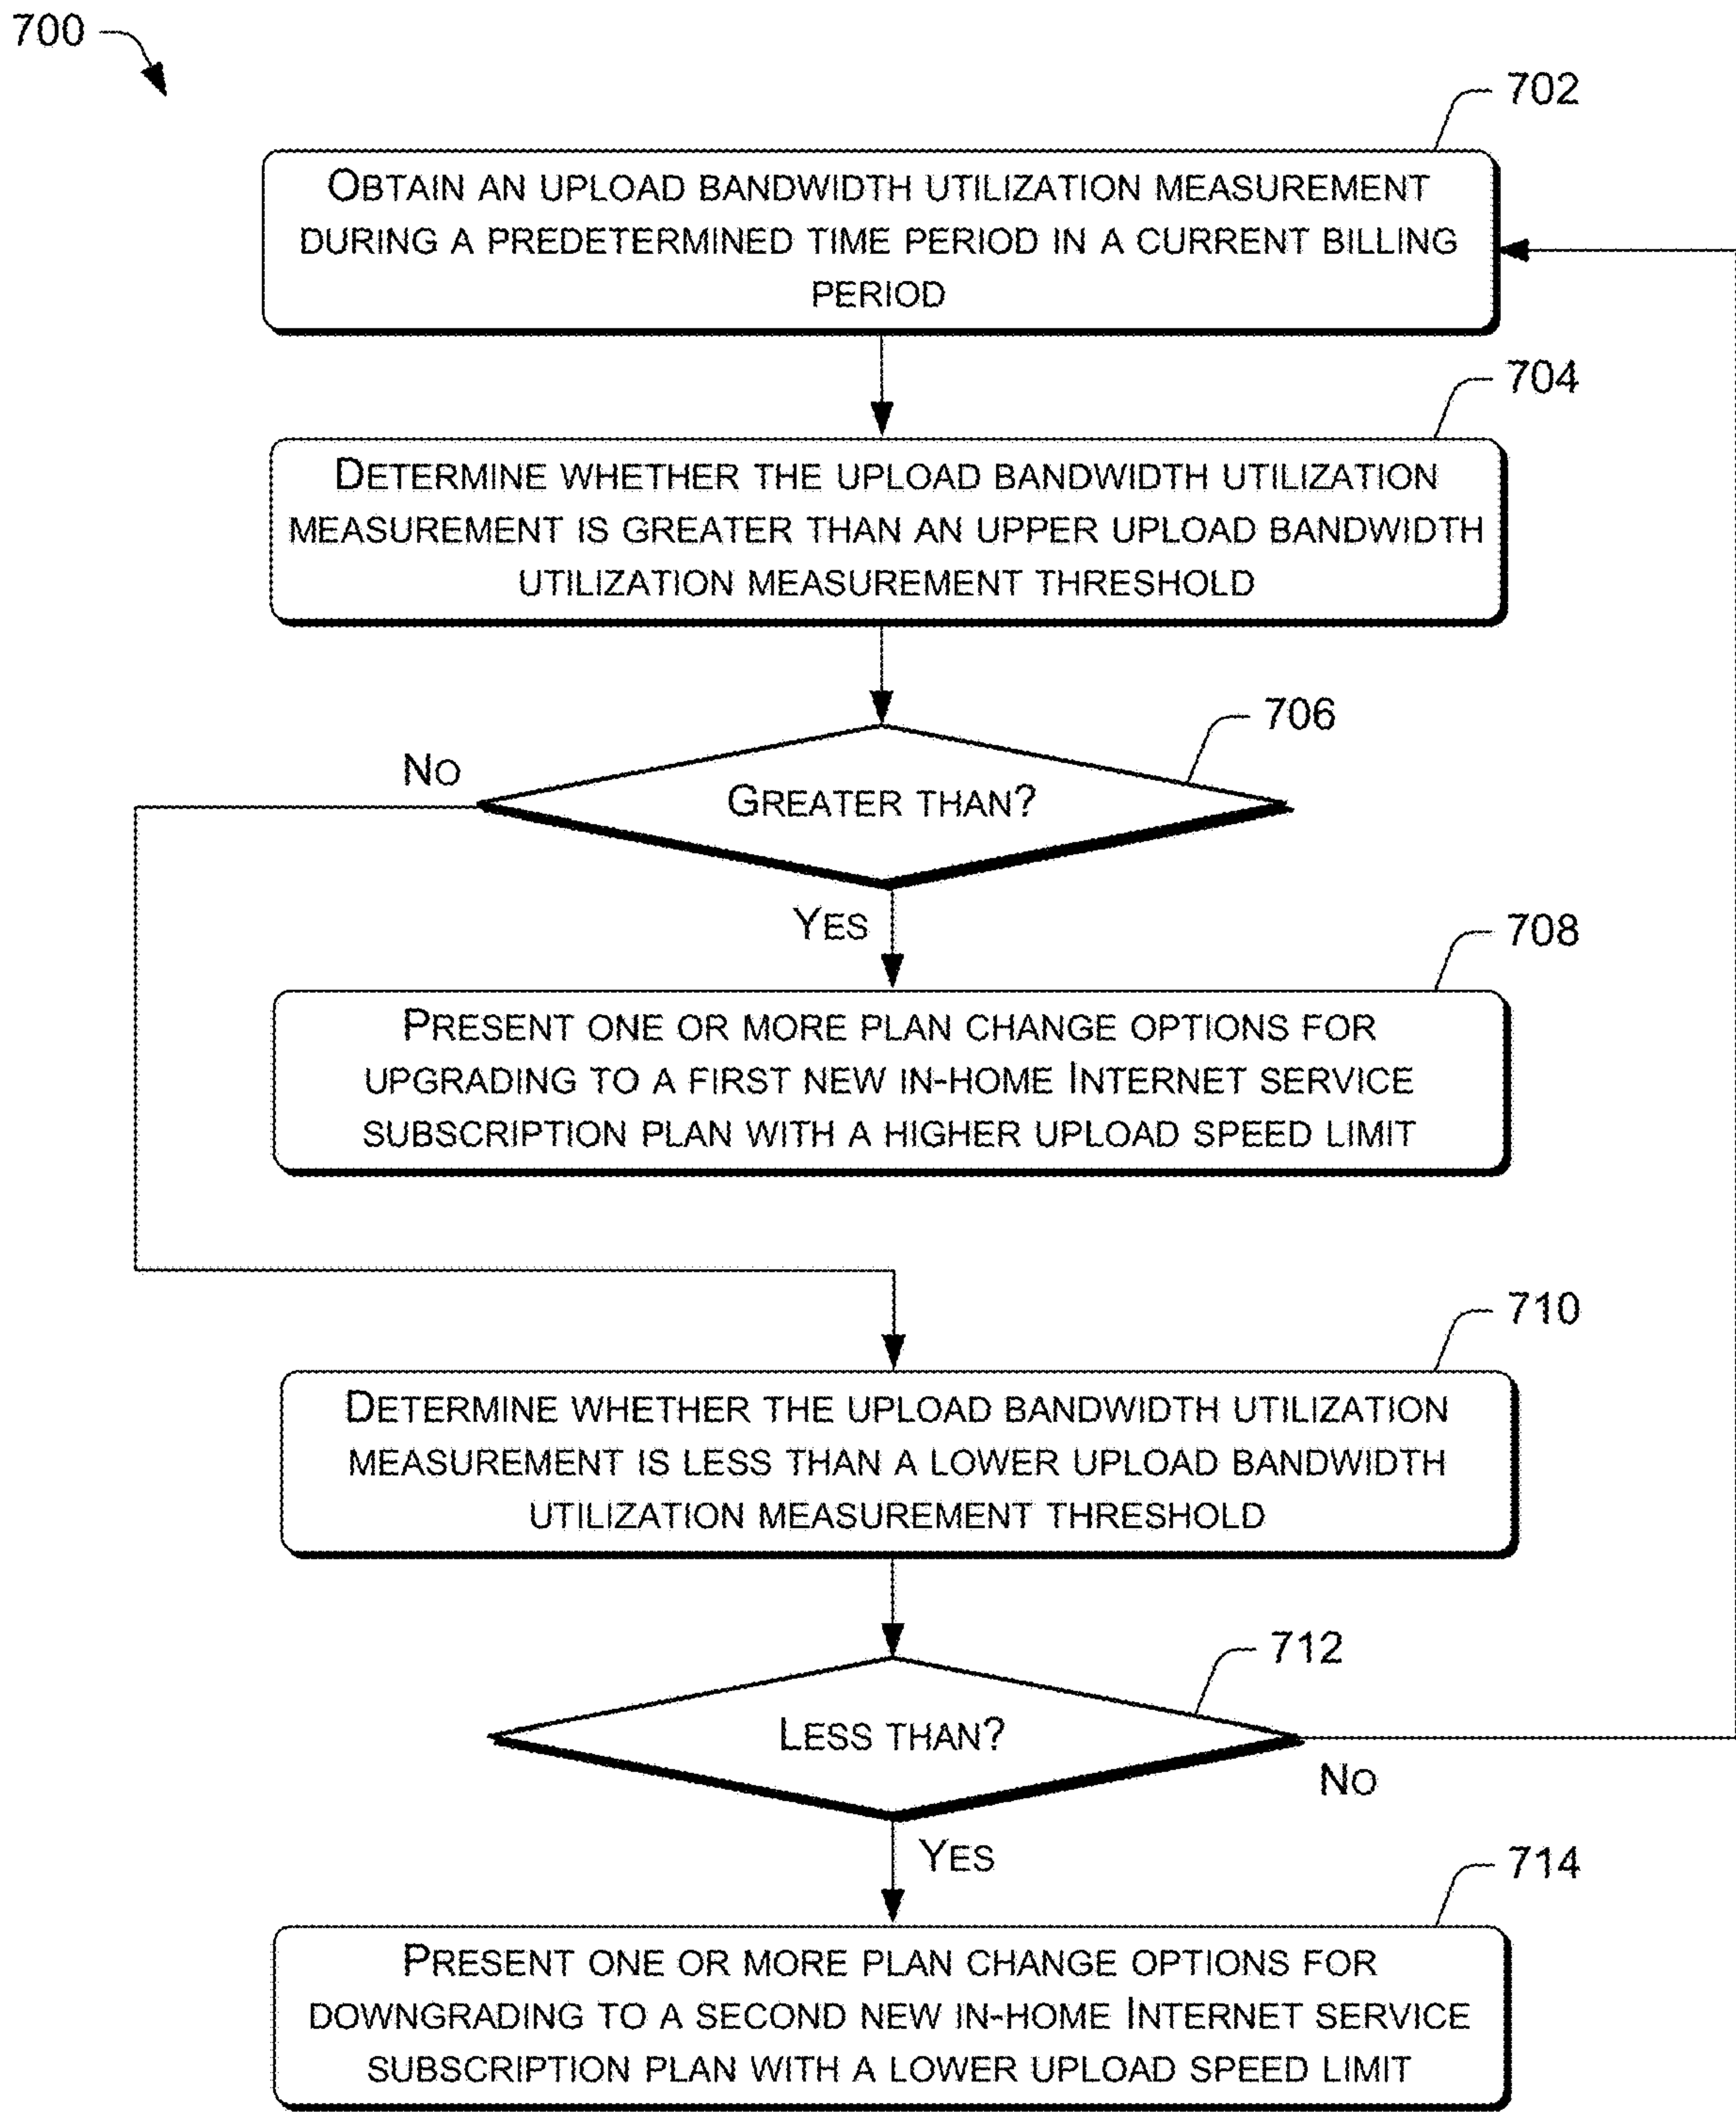 700
702
OBTAIN AN UPLOAD BANDWIDTH UTILIZATION MEASUREMENT
DURING A PREDETERMINED TIME PERIOD IN A CURRENT BILLING
PERIOD
704
DETERMINE WHETHER THE UPLOAD BANDWIDTH UTILIZATION
MEASUREMENT IS GREATER THAN AN UPPER UPLOAD BANDWIDTH
UTILIZATION MEASUREMENT THRESHOLD
706
NO
GREATER THAN?
YES
708
PRESENT ONE OR MORE PLAN CHANGE OPTIONS FOR
UPGRADING TO A FIRST NEW IN-HOME INTERNET SERVICE
SUBSCRIPTION PLAN WITH A HIGHER UPLOAD SPEED LIMIT
710
DETERMINE WHETHER THE UPLOAD BANDWIDTH UTILIZATION
MEASUREMENT IS LESS THAN A LOWER UPLOAD BANDWIDTH
UTILIZATION MEASUREMENT THRESHOLD
712
LESS THAN?
NO
YES
714
PRESENT ONE OR MORE PLAN CHANGE OPTIONS FOR
DOWNGRADING TO A SECOND NEW IN-HOME INTERNET SERVICE
SUBSCRIPTION PLAN WITH A LOWER UPLOAD SPEED LIMIT